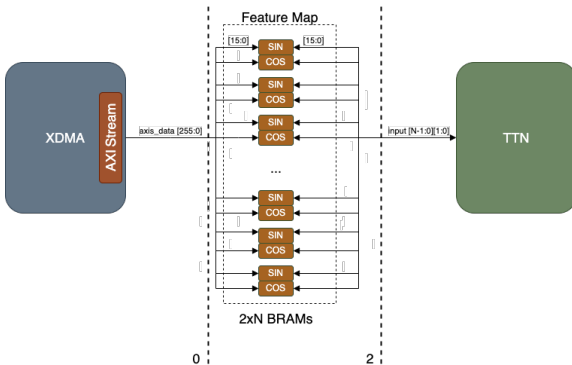 Feature Map
[15:0] [15:0]
SIN
COS
SIN
COS
SIN
COS
XDMA
AXI Stream
axis_data [255:0]
input [N-1:0][1:0]
TTN
...
SIN
COS
SIN
COS
SIN
COS
2xN BRAMs
0 2